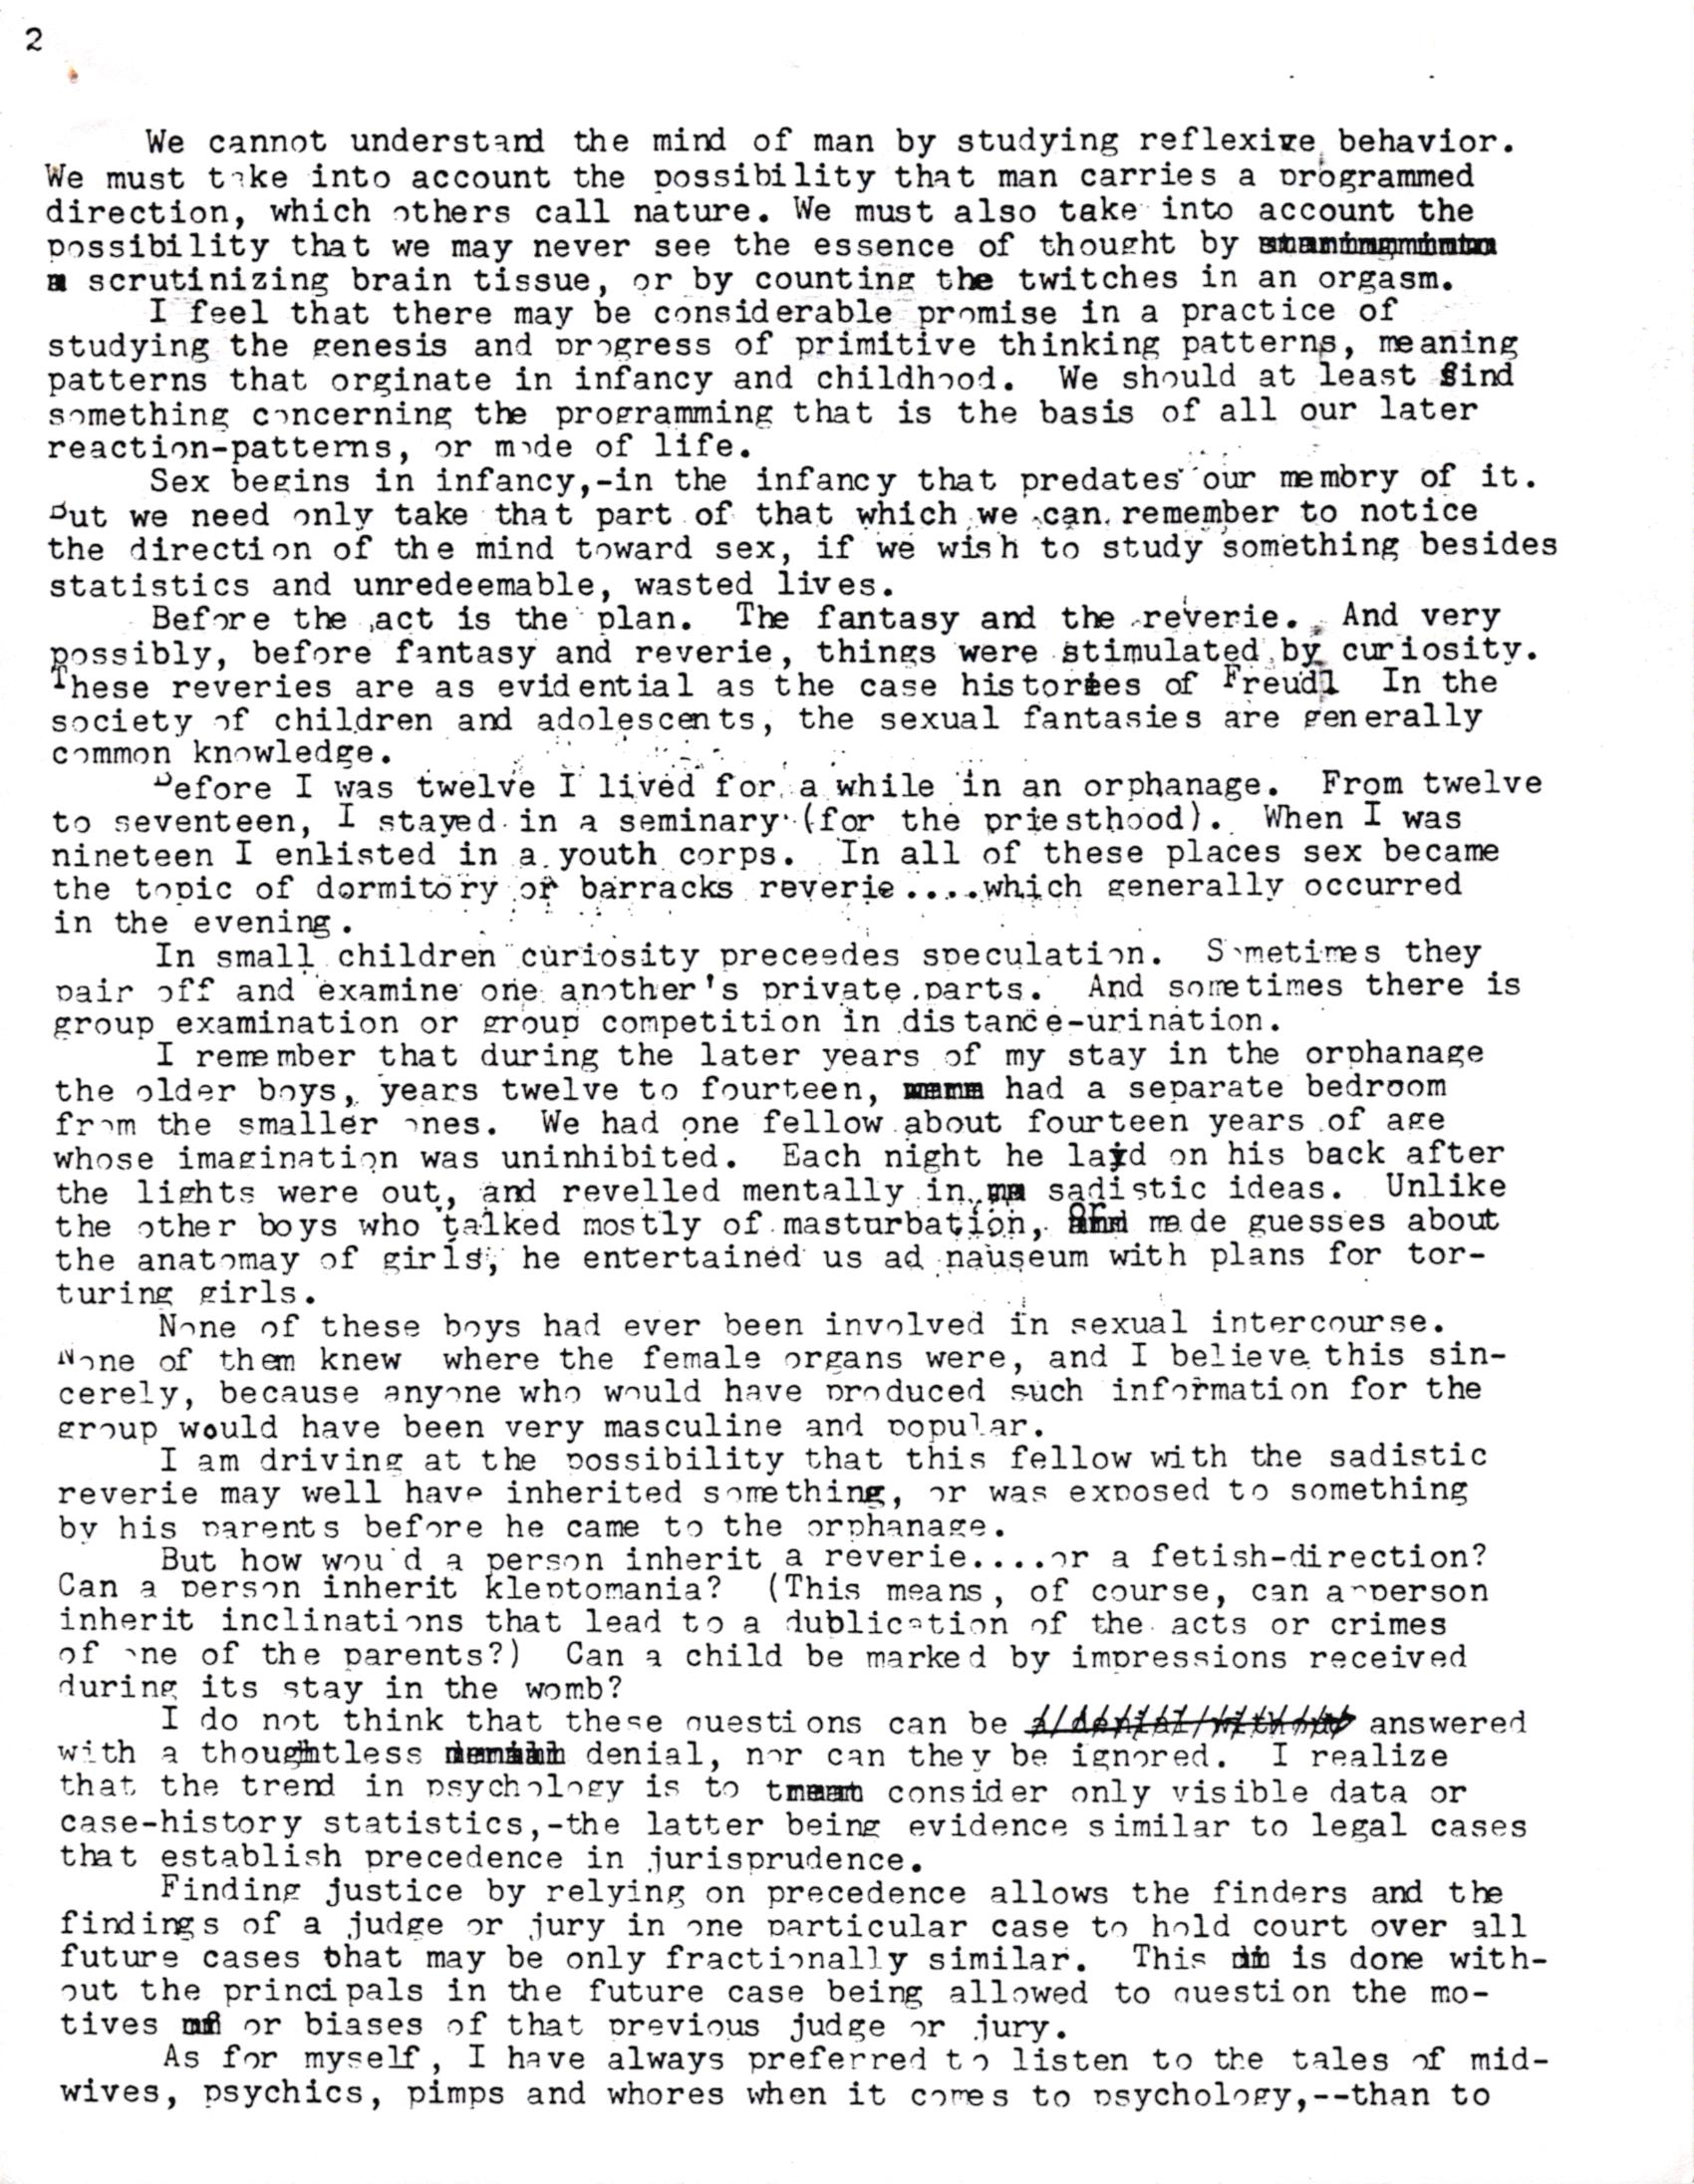 2
We cannot understand the mind of man by studying reflexive behavior.
We must take into account the possibility that man carries a programmed
direction, which others call nature. We must also take into account the
possibility that we may never see the essence of thought by
scrutinizing brain tissue, or by counting the twitches in an orgasm.
I feel that there may be considerable promise in a practice of
studying the genesis and progress of primitive thinking patterns, meaning
patterns that orginate in infancy and childhood. We should at least find
something concerning the programming that is the basis of all our later
reaction-patterns, or mode of life.
Sex begins in infancy,-in the infancy that predates our membry of it.
But we need only take that part of that which we can remember to notice
the direction of the mind toward sex, if we wish to study something besides
statistics and unredeemable, wasted lives.
Before the act is the plan. The fantasy and the reverie. And very
possibly, before fantasy and reverie, things were stimulated by curiosity.
These reveries are as evidential as the case histories of Freud. In the
society of children and adolescents, the sexual fantasies are generally
common knowledge.
Before I was twelve I lived for a while in an orphanage. From twelve
to seventeen, I stayed in a seminary (for the priesthood). When I was
nineteen I enlisted in a youth corps. In all of these places sex became
the topic of dormitory or barracks reverie....which generally occurred
in the evening.
In small children curiosity preceedes speculation. Sometimes they
pair off and examine one another's private parts. And sometimes there is
group examination or group competition in distance-urination.
I remember that during the later years of my stay in the orphanage
the older boys, years twelve to fourteen, had a separate bedroom
from the smaller ones. We had one fellow about fourteen years of age
whose imagination was uninhibited. Each night he layd on his back after
the lights were out, and revelled mentally in sadistic ideas. Unlike
the other boys who talked mostly of masturbation, or made guesses about
the anatomay of girls, he entertained us ad nauseum with plans for tor-
turing girls.
None of these boys had ever been involved in sexual intercourse.
None of them knew where the female organs were, and I believe this sin-
cerely, because anyone who would have produced such information for the
group would have been very masculine and popular.
I am driving at the possibility that this fellow with the sadistic
reverie may well have inherited something, or was exposed to something
by his parents before he came to the orphanage.
But how would a person inherit a reverie....or a fetish-direction?
Can a person inherit kleptomania? (This means, of course, can a person
inherit inclinations that lead to a dublication of the acts or crimes
of one of the parents?) Can a child be marked by impressions received
during its stay in the womb?
I do not think that these questions can be answered
with a thoughtless denial, nor can they be ignored. I realize
that the trend in psychology is to consider only visible data or
case-history statistics,-the latter being evidence similar to legal cases
that establish precedence in jurisprudence.
Finding justice by relying on precedence allows the finders and the
findings of a judge or jury in one particular case to hold court over all
future cases that may be only fractionally similar. This is done with-
out the principals in the future case being allowed to question the mo-
tives or biases of that previous judge or jury.
As for myself, I have always preferred to listen to the tales of mid-
wives, psychics, pimps and whores when it comes to psychology,--than to